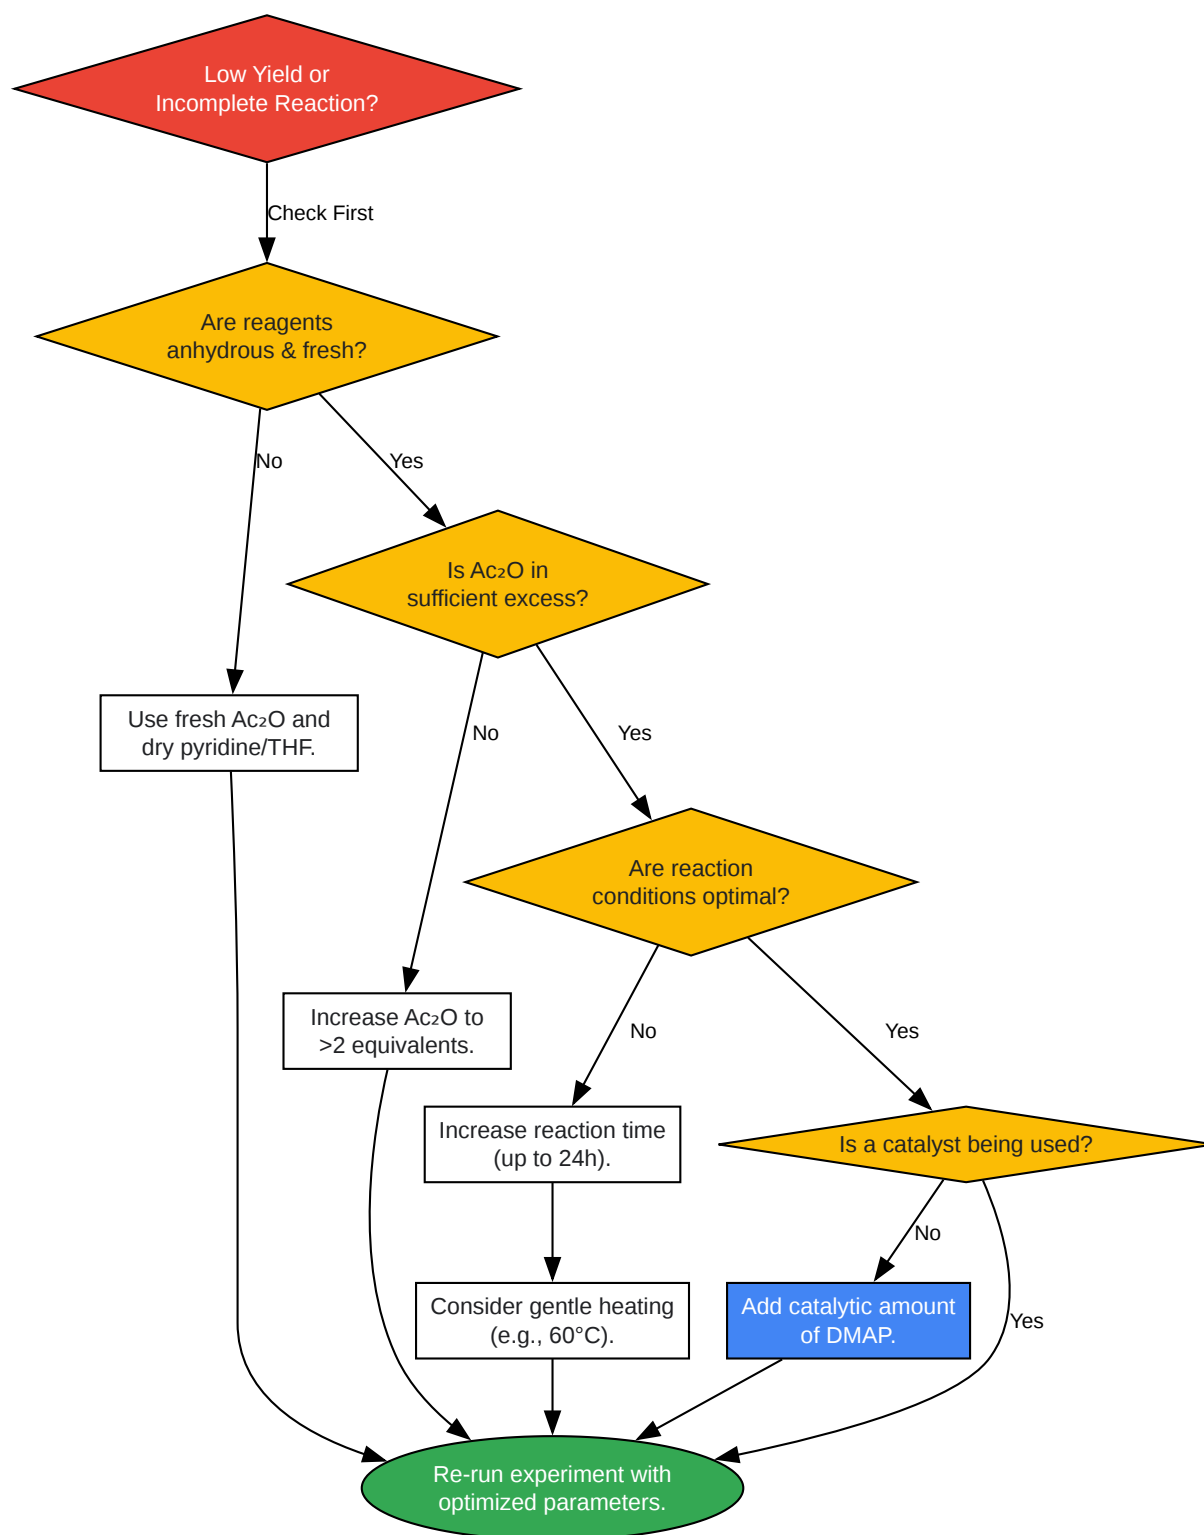 Low Yield or
Incomplete Reaction?
Check First
Are reagents
anhydrous & fresh?
No
Yes
Is Ac₂O in
sufficient excess?
Use fresh Ac₂O and
dry pyridine/THF.
No
Yes
Are reaction
conditions optimal?
Increase Ac₂O to
>2 equivalents.
No
Yes
Increase reaction time
(up to 24h).
Is a catalyst being used?
No
Consider gentle heating
(e.g., 60°C).
Add catalytic amount
of DMAP.
Yes
Re-run experiment with
optimized parameters.